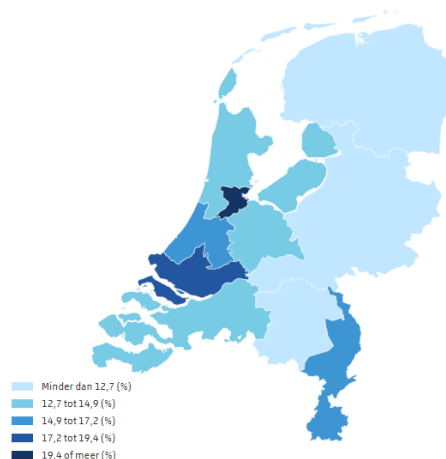 Minder dan 12,7 (%)
12,7 tot 14,9 (%)
14,9 tot 17,2 (%)
17,2 tot 19,4 (%)
19,4 of meer (%)